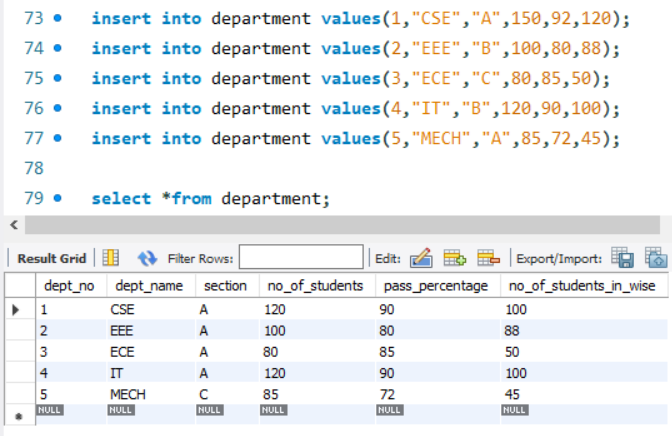 73 insert into department values(1,"CSE","A",150,92,120);
74 insert into department values(2,"EEE","B",100,80,88);
75 insert into department values(3,"ECE","C",80,85,50);
76 insert into department values(4,"IT","B",120,90,100);
77 insert into department values(5,"MECH","A",85,72,45);
78
79 select *from department;
Result Grid Filter Rows: Edit: Export/Import:
dept_no dept_name section no_of_students pass_percentage no_of_students_in_wise
1 CSE A 120 90 100
2 EEE A 100 80 88
3 ECE A 80 85 50
4 IT A 120 90 100
5 MECH C 85 72 45
NULL NULL NULL NULL NULL NULL